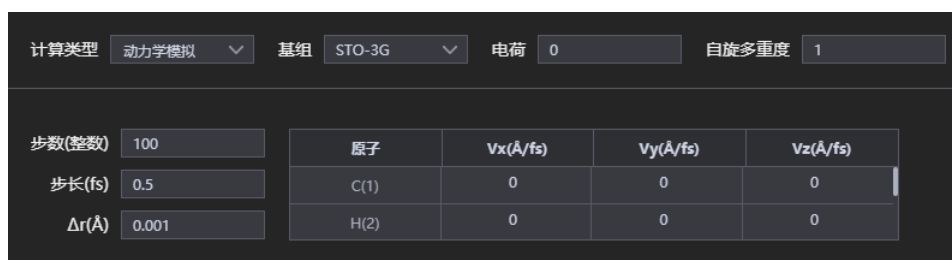 计算类型 动力学模拟 基组 STO-3G 电荷 0 自旋多重度 1
步数(整数) 100
步长(fs) 0.5
Δr(Å) 0.001
原子 Vx(Å/fs) Vy(Å/fs) Vz(Å/fs)
C(1) 0 0 0
H(2) 0 0 0